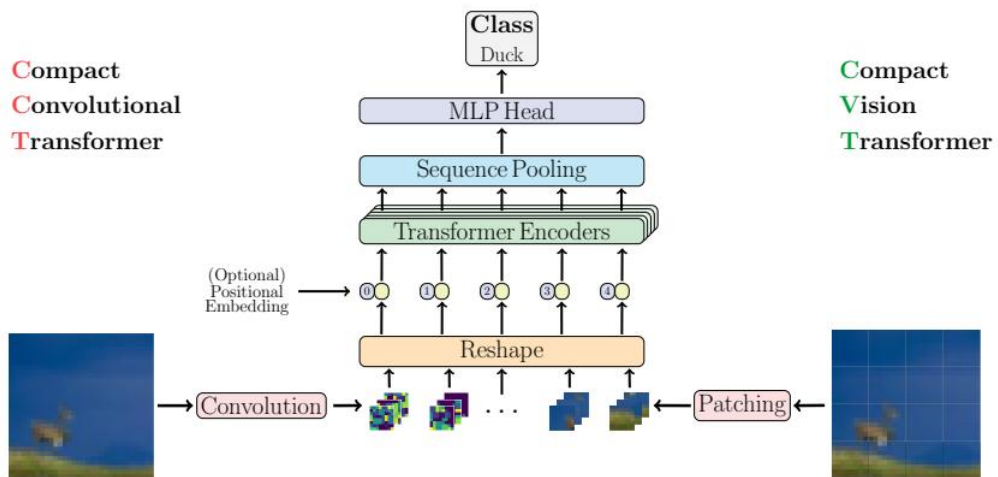 Class
Duck
Compact
Convolutional
Transformer
Compact
Vision
Transformer
MLP Head
Sequence Pooling
Transformer Encoders
(Optional)
Positional
Embedding
0 1 2 3 4
Reshape
Convolution
...
Patching